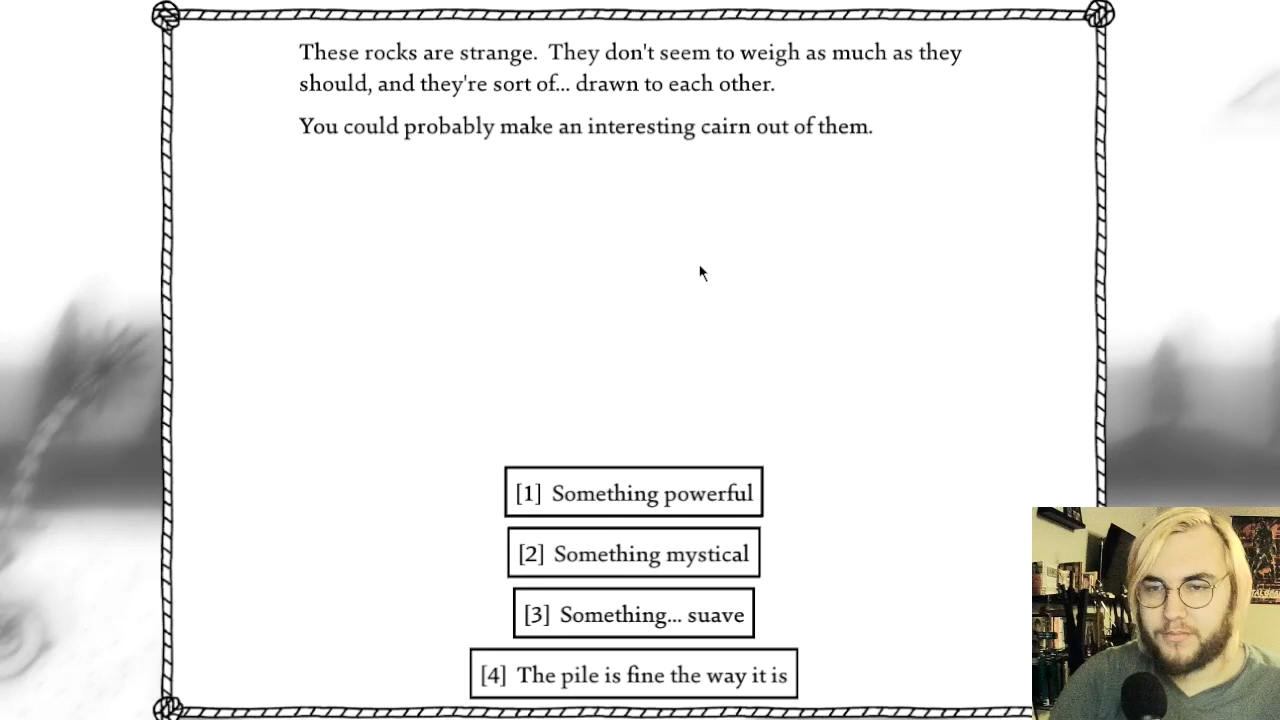 These rocks are strange.  They don't seem to weigh as much as they
should, and they're sort of... drawn to each other.
You could probably make an interesting cairn out of them.
[1] Something powerful
[2] Something mystical
[3] Something... suave
[4] The pile is fine the way it is